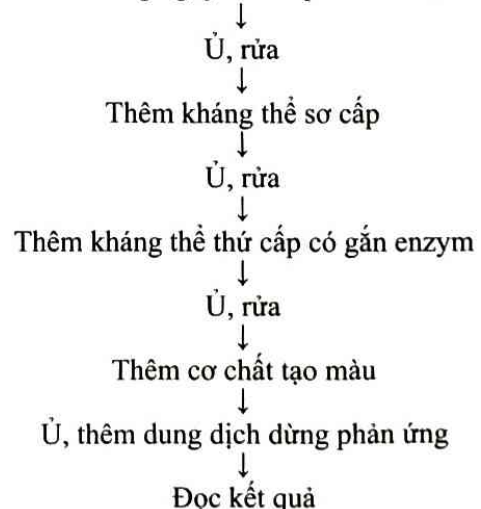 Ủ, rửa
Thêm kháng thể sơ cấp
Ủ, rửa
Thêm kháng thể thứ cấp có gắn enzym
Ủ, rửa
Thêm cơ chất tạo màu
Ủ, thêm dung dịch dừng phản ứng
Đọc kết quả